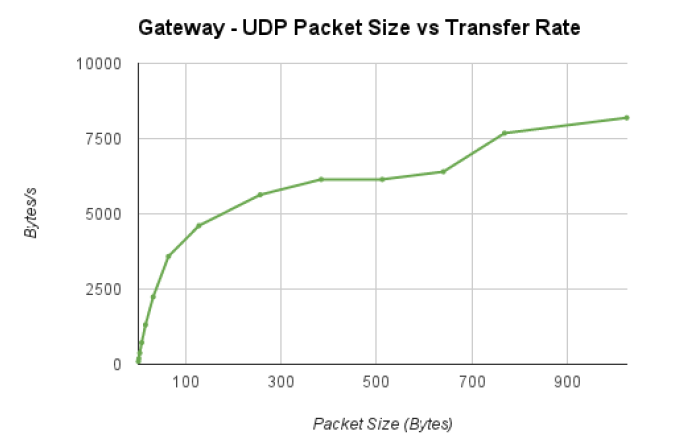 Gateway - UDP Packet Size vs Transfer Rate
10000
7500
5000
2500
0
Bytes/s
100 300 500 700 900
Packet Size (Bytes)